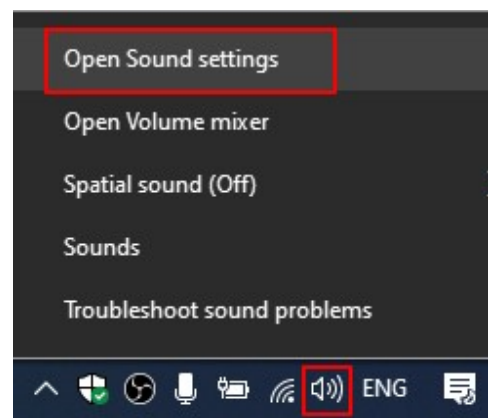 Open Sound settings
Open Volume mixer
Spatial sound (Off)
Sounds
Troubleshoot sound problems
ENG